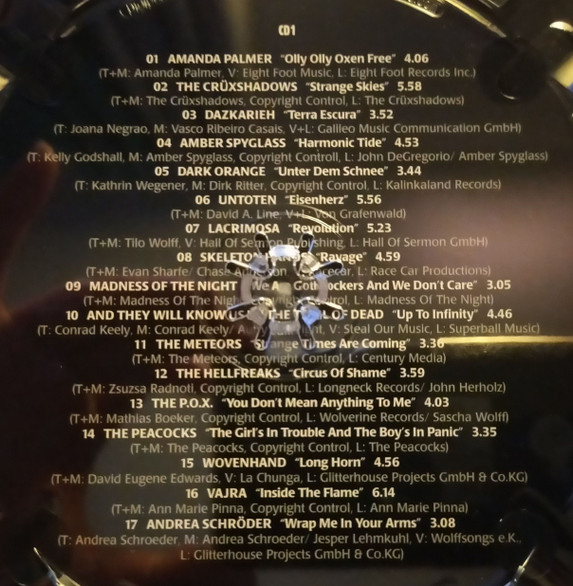 CD1
01 AMANDA PALMER "Olly Olly Oxen Free" 4.06
(T+M: Amanda Palmer, V: Eight Foot Music, L: Eight Foot Records Inc.)
02 THE CRÜXSHADOWS "Strange Skies" 5.58
(T+M: The Crüxshadows, Copyright Control, L: The Crüxshadows)
03 DAZKARIEH "Terra Escura" 3.52
(T: Joana Negrao, M: Vasco Ribeiro Casais, V+L: Galileo Music Communication GmbH)
04 AMBER SPYGLASS "Harmonic Tide" 4.53
(T: Kelly Godshall, M: Amber Spyglass, Copyright Controll, L: John DeGregorio/ Amber Spyglass)
05 DARK ORANGE "Unter Dem Schnee" 3.44
(T: Kathrin Wegener, M: Dirk Ritter, Copyright Control, L: Kalinkaland Records)
06 UNTOTEN "Eisenherz" 5.56
(T+M: David A. Line, V+L: Von Grafenwald)
07 LACRIMOSA "Revolution" 5.23
(T+M: Tilo Wolff, V: Hall Of Sermon Publishing, L: Hall Of Sermon GmbH)
08 "Ravage" 4.59
(T+M: Evan Sharfe/ L: Race Car Productions)
09 MADNESS OF THE NIGHT "We Are Rockers And We Don't Care" 3.05
(T+M: Madness Of The Night, L: Madness Of The Night)
10 AND THEY WILL KNOW THE OF DEAD "Up To Infinity" 4.46
(T: Conrad Keely, M: Conrad Keely/ V: Steal Our Music, L: Superball Music)
11 THE METEORS "Strange Times Are Coming" 3.36
(T+M: The Meteors, Copyright Control, L: Century Media)
12 THE HELLFREAKS "Circus Of Shame" 3.59
(T+M: Zsuzsa Radnoti, Copyright Control, L: Longneck Records/ John Herholz)
13 THE P.O.X. "You Don't Mean Anything To Me" 4.03
(T+M: Mathias Boeker, Copyright Control, L: Wolverine Records/ Sascha Wolff)
14 THE PEACOCKS "The Girl's In Trouble And The Boy's In Panic" 3.35
(T+M: The Peacocks, Copyright Control, L: The Peacocks)
15 WOVENHAND "Long Horn" 4.56
(T+M: David Eugene Edwards, V: La Chunga, L: Glitterhouse Projects GmbH & Co.KG)
16 VAJRA "Inside The Flame" 6.14
(T+M: Ann Marie Pinna, Copyright Control, L: Ann Marie Pinna)
17 ANDREA SCHRÖDER "Wrap Me In Your Arms" 3.08
(T: Andrea Schroeder, M: Andrea Schroeder/ Jesper Lehmkuhl, V: Wolfsongs e.K.,
L: Glitterhouse Projects GmbH & Co.KG)